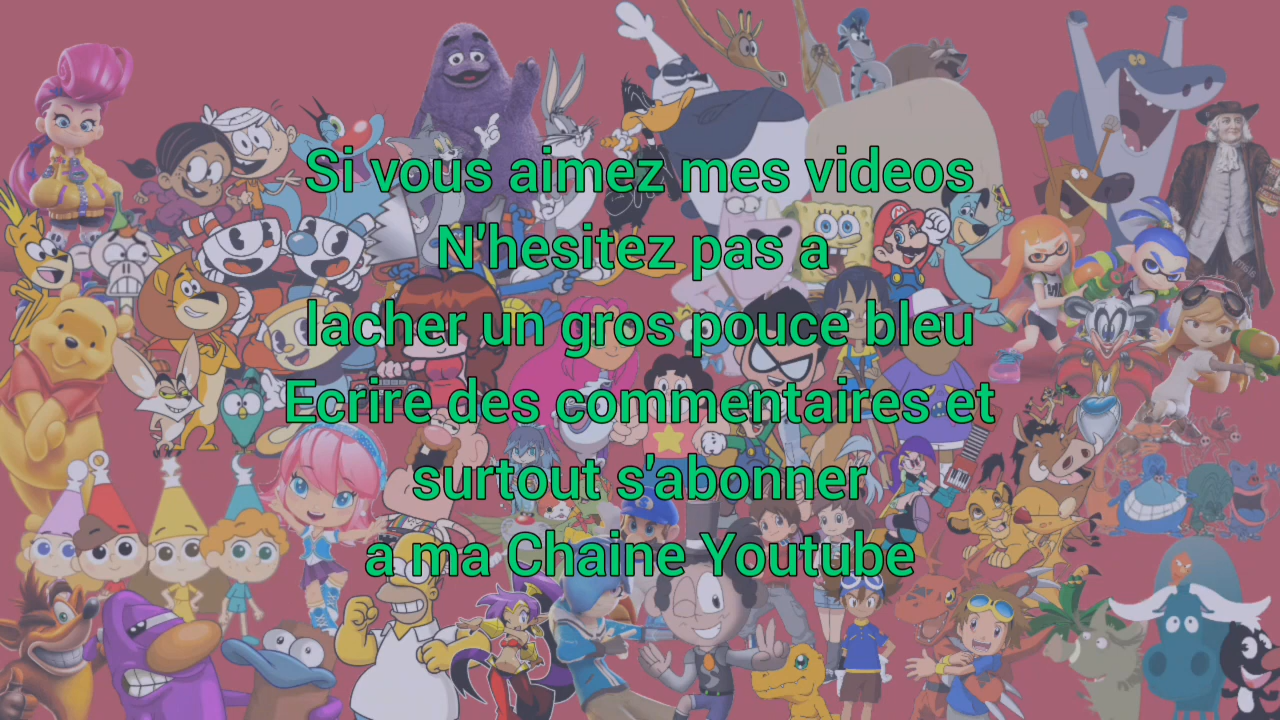 Si vous aimez mes videos
N'hesitez pas a
lacher un gros pouce bleu
Ecrire des commentaires et
surtout s'abonner
a ma Chaine Youtube